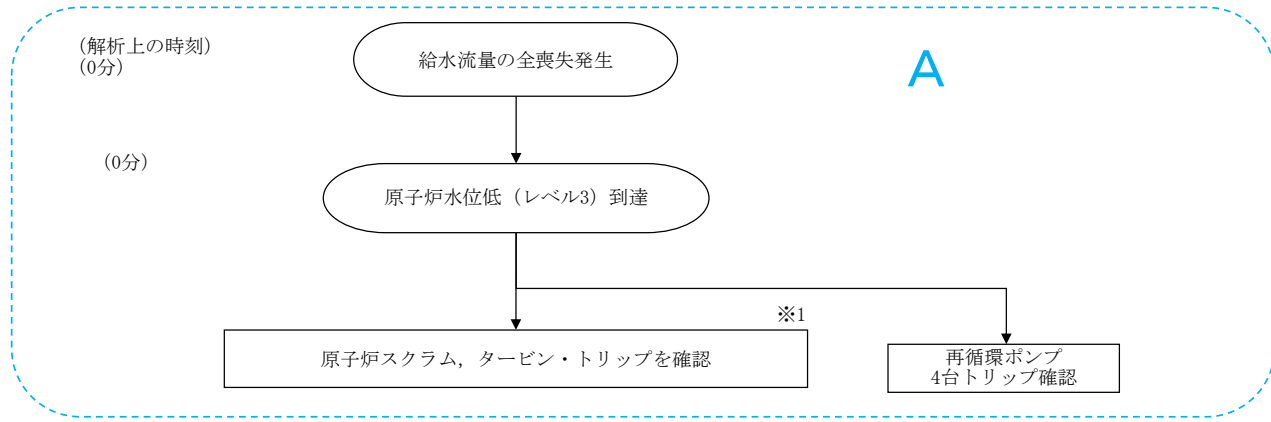 (解析上の時刻)
(0分)
給水流量の全喪失発生
A
(0分)
原子炉水位低（レベル3）到達
※1
原子炉スクラム，タービン・トリップを確認
再循環ポンプ
4台トリップ確認